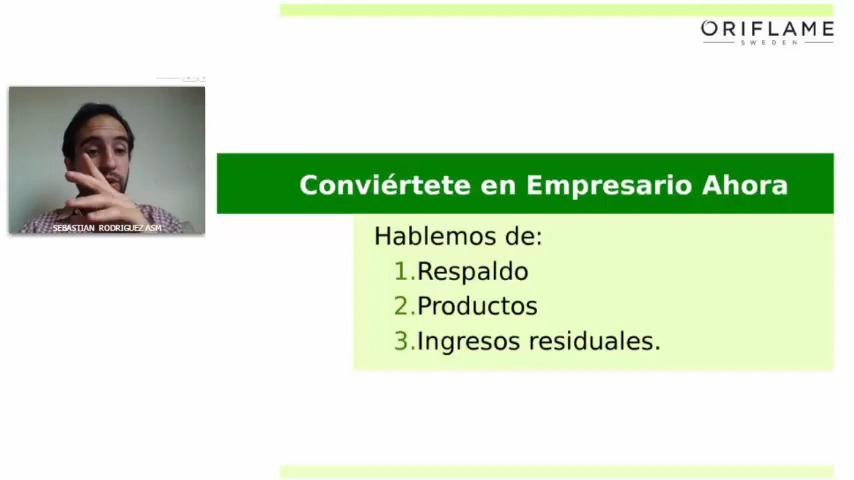 ORIFLAME
SWEDEN
Conviértete en Empresario Ahora
Hablemos de:
1.Respaldo
2.Productos
3.Ingresos residuales.
SEBASTIAN RODRIGUEZ ASM